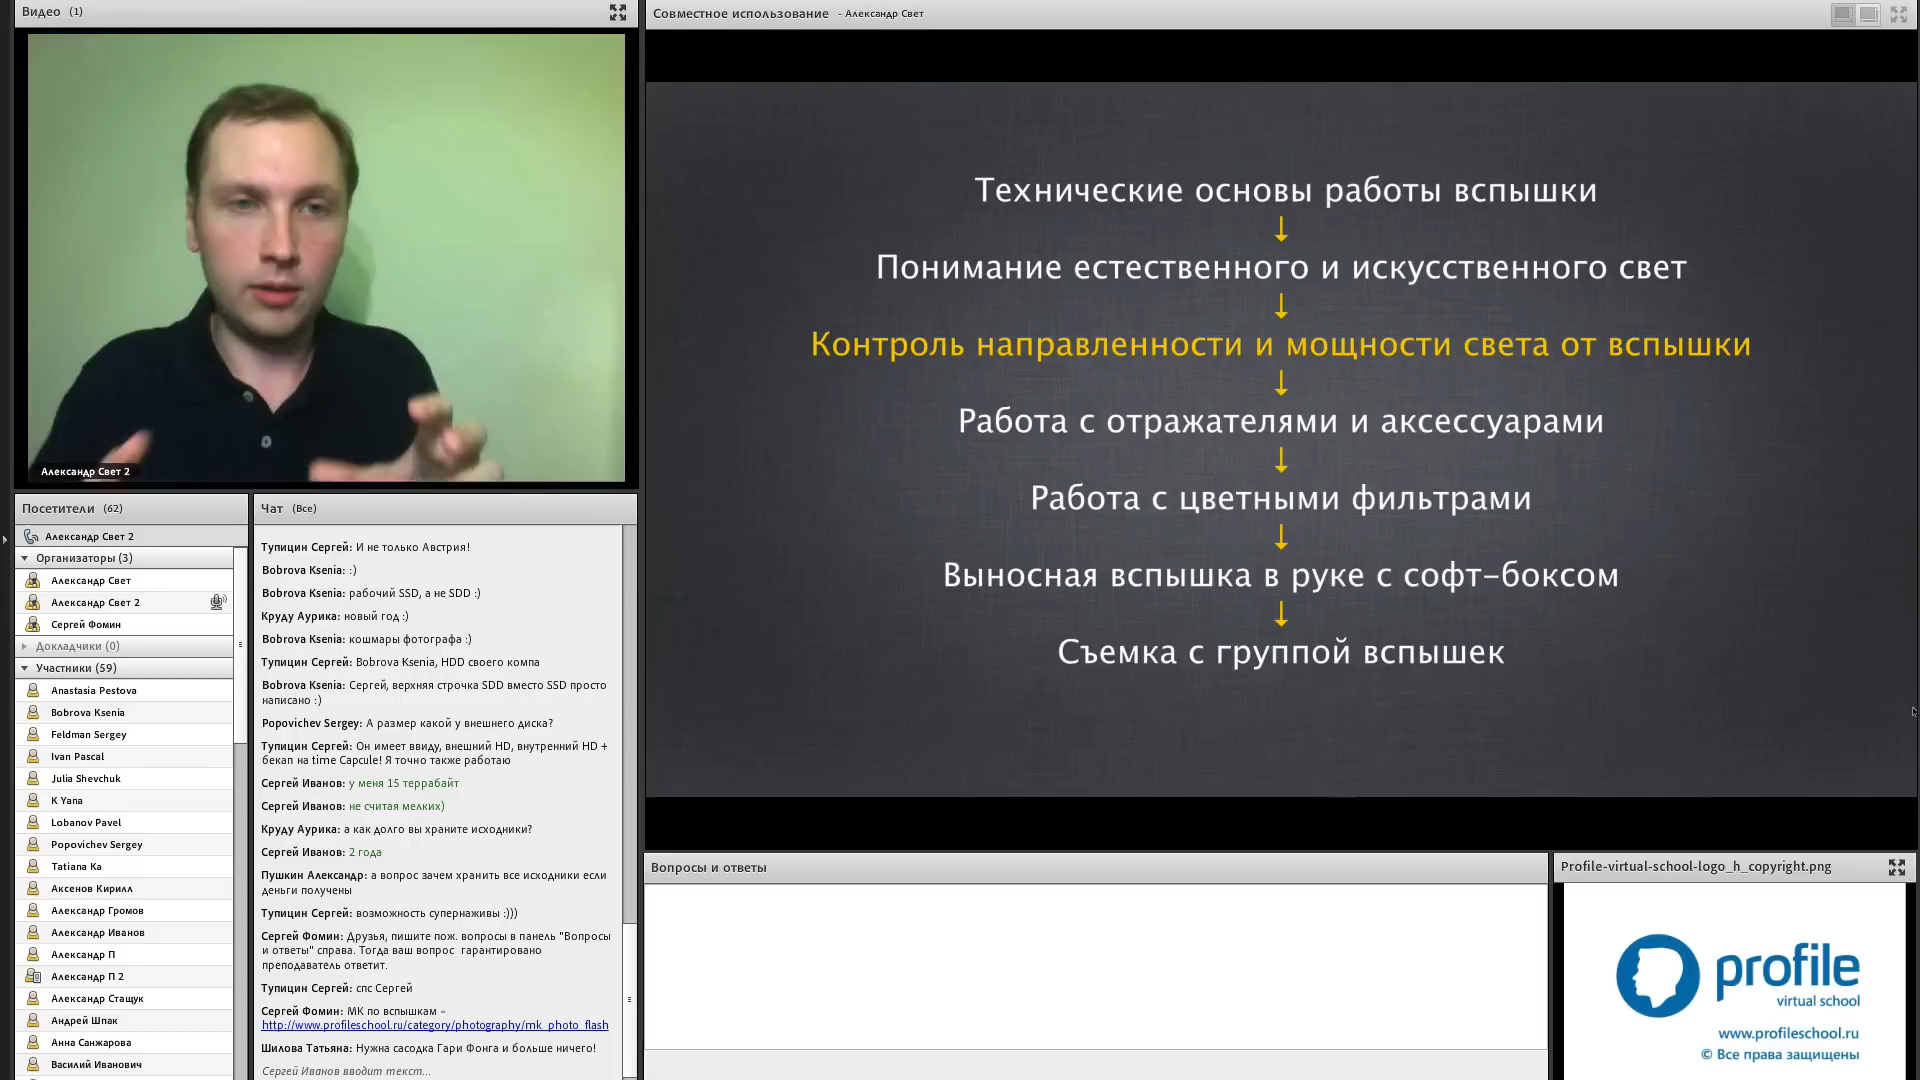 Видео (1)
Александр Свет 2
Совместное использование - Александр Свет
Технические основы работы вспышки
↓
Понимание естественного и искусственного свет
↓
Контроль направленности и мощности света от вспышки
↓
Работа с отражателями и аксессуарами
↓
Работа с цветными фильтрами
↓
Выносная вспышка в руке с софт-боксом
↓
Съемка с группой вспышек
Посетители (62)
Александр Свет 2
Организаторы (3)
Александр Свет
Александр Свет 2
Сергей Фомин
Докладчики (0)
Участники (59)
Anastasia Pestova
Bobrova Ksenia
Feldman Sergey
Ivan Pascal
Julia Shevchuk
K Yana
Lobanov Pavel
Popovichev Sergey
Tatiana Ka
Аксенов Кирилл
Александр Громов
Александр Иванов
Александр П
Александр П 2
Александр Стащук
Андрей Шпак
Анна Санжарова
Василий Иванович
Чат (Все)
Тупицин Сергей: И не только Австрия!
Bobrova Ksenia: :)
Bobrova Ksenia: рабочий SSD, а не SDD :)
Круду Аурика: новый год :)
Bobrova Ksenia: кошмары фотографа :)
Тупицин Сергей: Bobrova Ksenia, HDD своего компа
Bobrova Ksenia: Сергей, верхняя строчка SDD вместо SSD просто
написано :)
Popovichev Sergey: А размер какой у внешнего диска?
Тупицин Сергей: Он имеет ввиду, внешний HD, внутренний HD +
бекап на time Capcule! Я точно также работаю
Сергей Иванов: у меня 15 террабайт
Сергей Иванов: не считая мелких)
Круду Аурика: а как долго вы храните исходники?
Сергей Иванов: 2 года
Пушкин Александр: а вопрос зачем хранить все исходники если
деньги получены
Тупицин Сергей: возможность супернаживы :)))
Сергей Фомин: Друзья, пишите пож. вопросы в панель "Вопросы
и ответы" справа. Тогда ваш вопрос гарантировано
преподаватель ответит.
Тупицин Сергей: спс Сергей
Сергей Фомин: МК по вспышкам -
http://www.profileschool.ru/category/photography/mk_photo_flash
Шилова Татьяна: Нужна сасодка Гари Фонга и больше ничего!
Сергей Иванов вводит текст...
Вопросы и ответы
Profile-virtual-school-logo_h_copyright.png
profile
virtual school
www.profileschool.ru
© Все права защищены